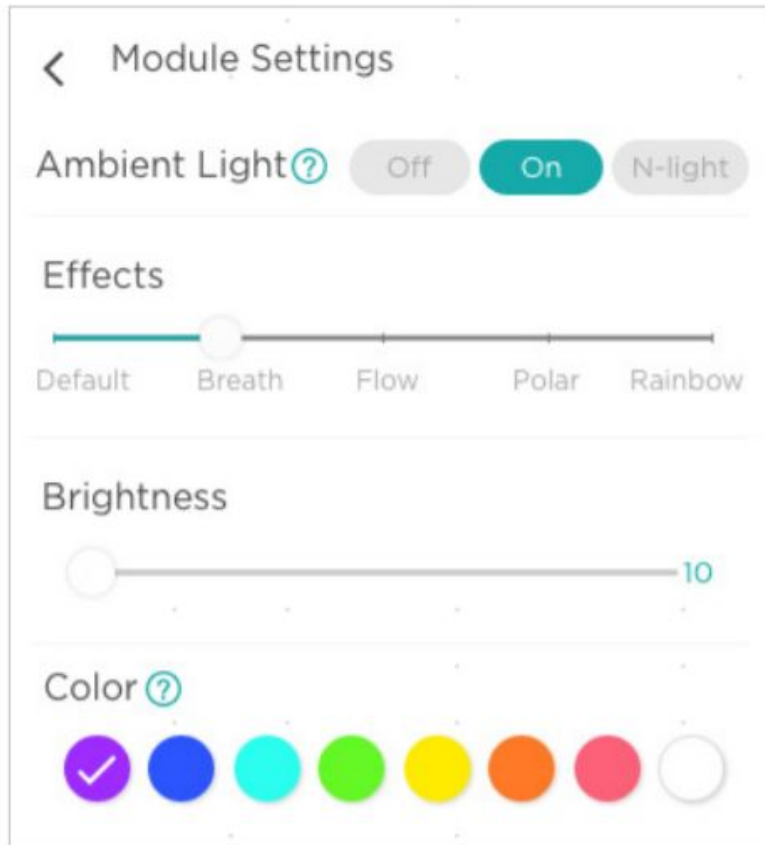 Module Settings
Ambient Light ? Off On N-light
Effects
Default Breath Flow Polar Rainbow
Brightness
10
Color ?